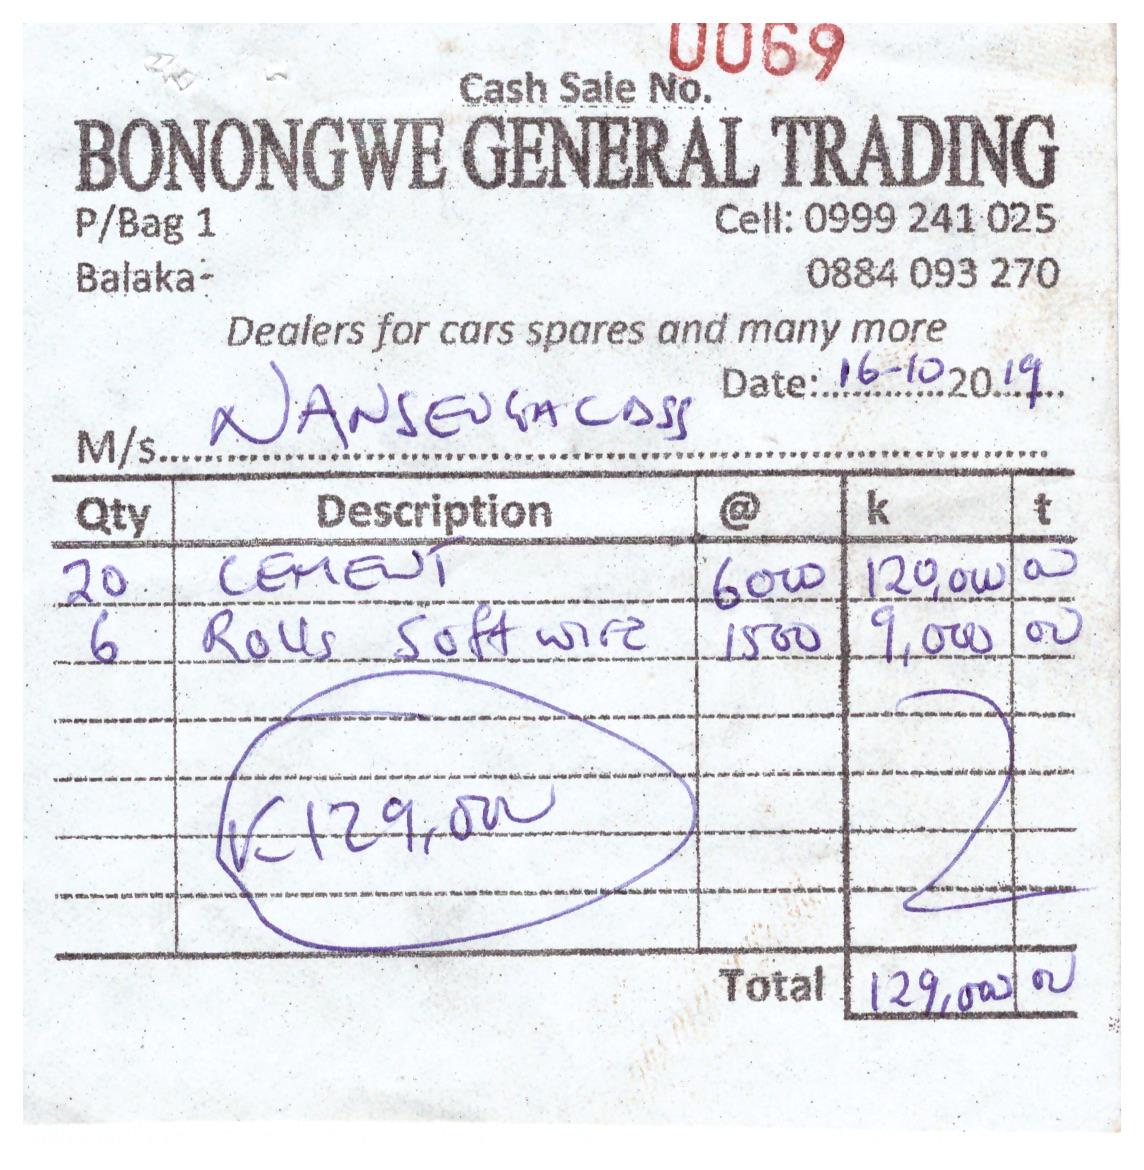 0069
Cash Sale No.
BONONGWE GENERAL TRADING
P/Bag 1 Cell: 0999 241 025
Balaka- 0884 093 270
Dealers for cars spares and many more
Date: 16-10 20 19
M/s
Qty Description @ k t
20 CEMENT 6000 120,000 00
6 Rolls Soft wire 1500 9,000 00
K129,000
Total 129,000 00